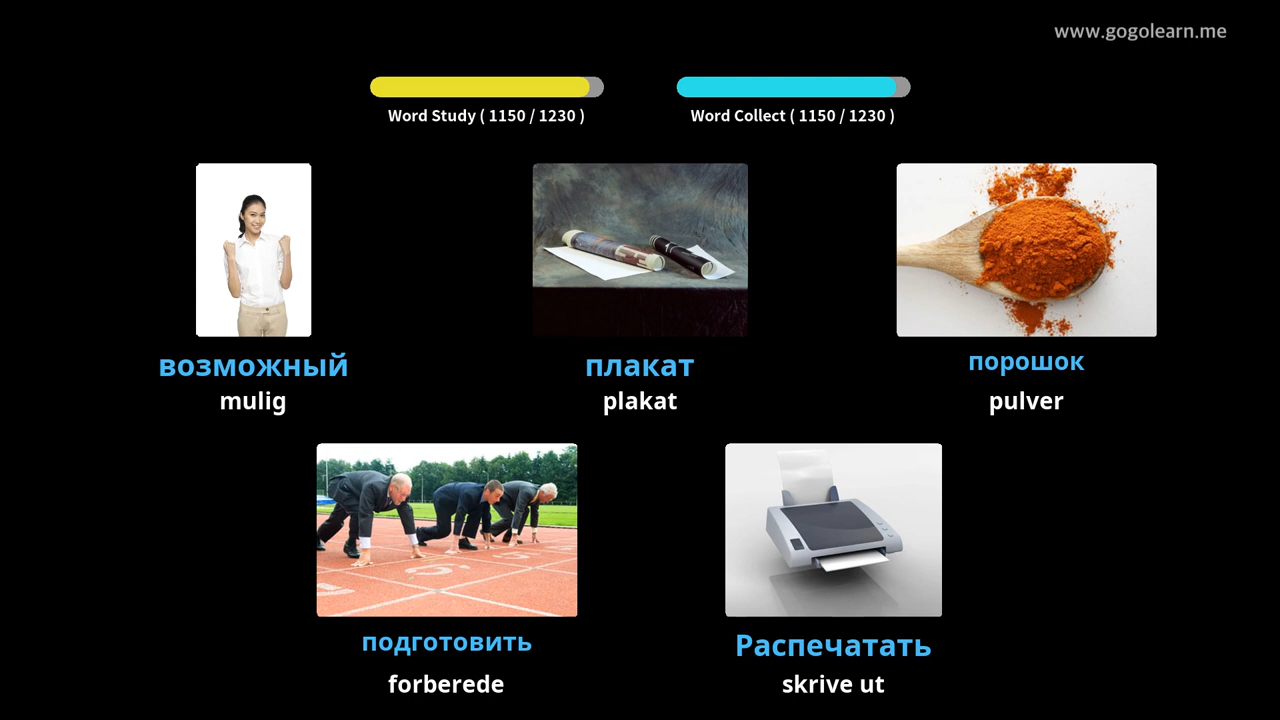 www.gogolearn.me
Word Study ( 1150 / 1230 )
Word Collect ( 1150 / 1230 )
возможный
mulig
плакат
plakat
порошок
pulver
подготовить
forberede
Распечатать
skrive ut